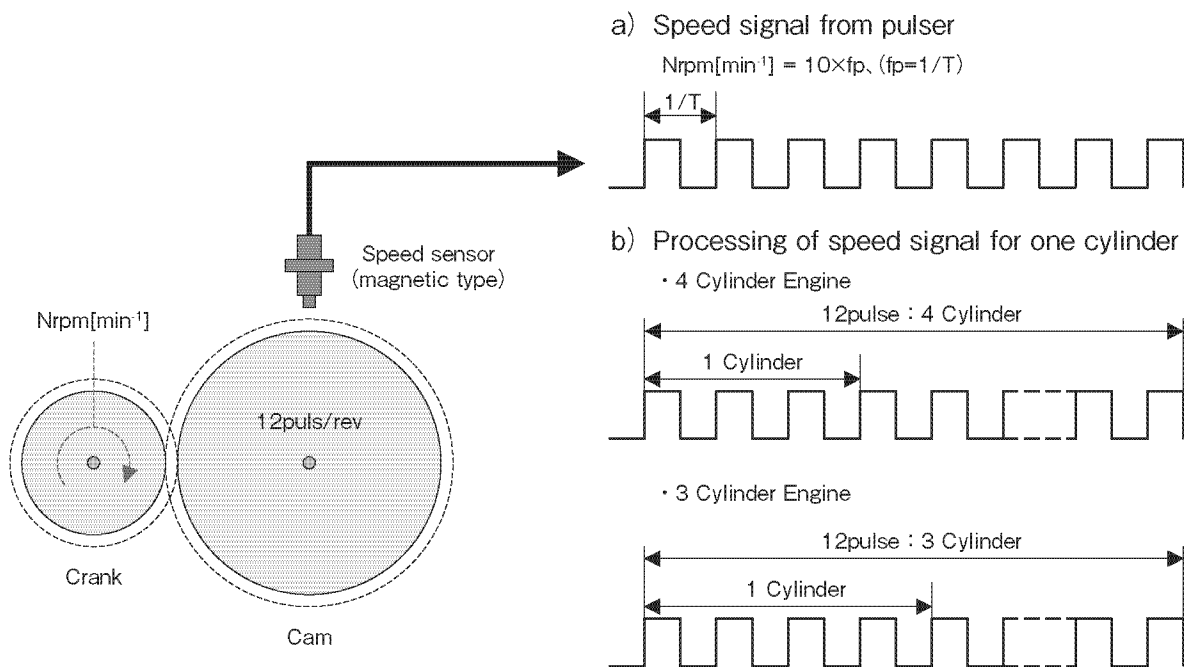 a) Speed signal from pulser
Nrpm[min⁻¹] = 10×fp、(fp=1/T)
1/T
Speed sensor
(magnetic type)
Nrpm[min⁻¹]
12puls/rev
Crank
Cam
b) Processing of speed signal for one cylinder
・4 Cylinder Engine
12pulse : 4 Cylinder
1 Cylinder
・3 Cylinder Engine
12pulse : 3 Cylinder
1 Cylinder